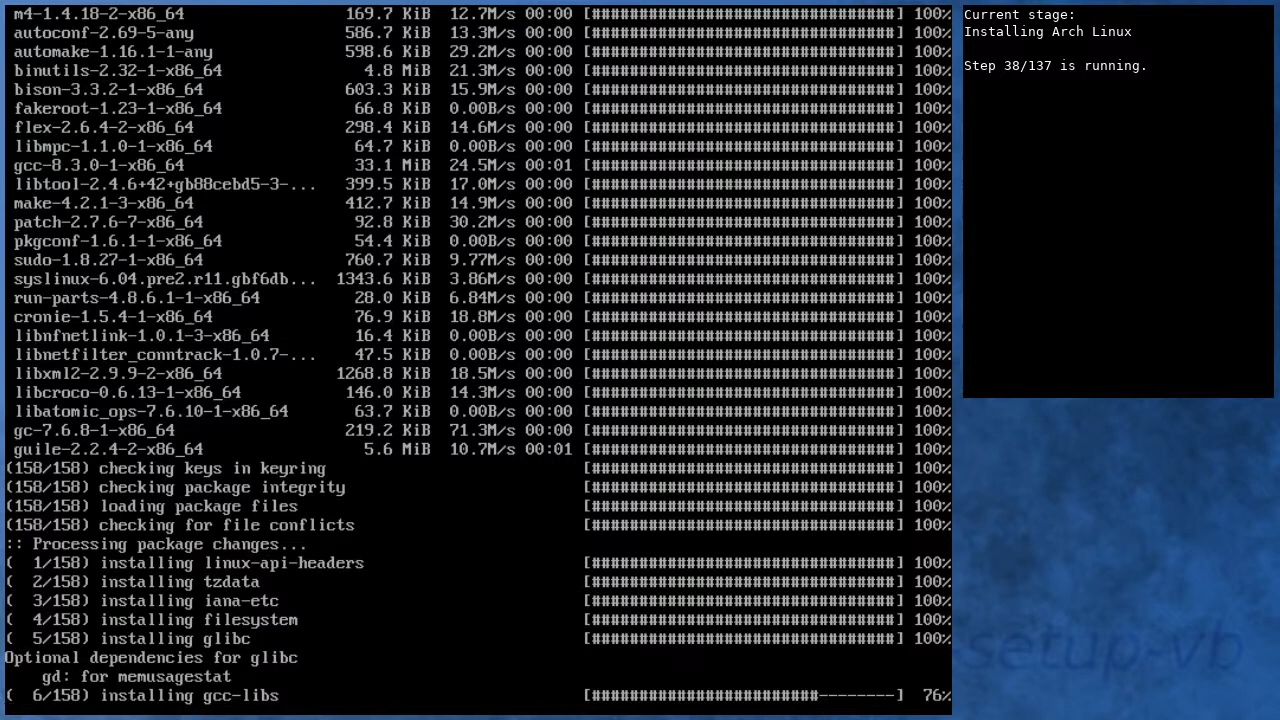 m4-1.4.18-2-x86_64 169.7 KiB 12.7M/s 00:00 [################################] 100%
autoconf-2.69-5-any 586.7 KiB 13.3M/s 00:00 [################################] 100%
automake-1.16.1-1-any 598.6 KiB 29.2M/s 00:00 [################################] 100%
binutils-2.32-1-x86_64 4.8 MiB 21.3M/s 00:00 [################################] 100%
bison-3.3.2-1-x86_64 603.3 KiB 15.9M/s 00:00 [################################] 100%
fakeroot-1.23-1-x86_64 66.8 KiB 0.00B/s 00:00 [################################] 100%
flex-2.6.4-2-x86_64 298.4 KiB 14.6M/s 00:00 [################################] 100%
libmpc-1.1.0-1-x86_64 64.7 KiB 0.00B/s 00:00 [################################] 100%
gcc-8.3.0-1-x86_64 33.1 MiB 24.5M/s 00:01 [################################] 100%
libtool-2.4.6+42+gb88cebd5-3-... 399.5 KiB 17.0M/s 00:00 [################################] 100%
make-4.2.1-3-x86_64 412.7 KiB 14.9M/s 00:00 [################################] 100%
patch-2.7.6-7-x86_64 92.8 KiB 30.2M/s 00:00 [################################] 100%
pkgconf-1.6.1-1-x86_64 54.4 KiB 0.00B/s 00:00 [################################] 100%
sudo-1.8.27-1-x86_64 760.7 KiB 9.77M/s 00:00 [################################] 100%
syslinux-6.04.pre2.r11.gbf6db... 1343.6 KiB 3.86M/s 00:00 [################################] 100%
run-parts-4.8.6.1-1-x86_64 28.0 KiB 6.84M/s 00:00 [################################] 100%
cronie-1.5.4-1-x86_64 76.9 KiB 18.8M/s 00:00 [################################] 100%
libnfnetlink-1.0.1-3-x86_64 16.4 KiB 0.00B/s 00:00 [################################] 100%
libnetfilter_conntrack-1.0.7-... 47.5 KiB 0.00B/s 00:00 [################################] 100%
libxml2-2.9.9-2-x86_64 1268.8 KiB 18.5M/s 00:00 [################################] 100%
libcroco-0.6.13-1-x86_64 146.0 KiB 14.3M/s 00:00 [################################] 100%
libatomic_ops-7.6.10-1-x86_64 63.7 KiB 0.00B/s 00:00 [################################] 100%
gc-7.6.8-1-x86_64 219.2 KiB 71.3M/s 00:00 [################################] 100%
guile-2.2.4-2-x86_64 5.6 MiB 10.7M/s 00:01 [################################] 100%
(158/158) checking keys in keyring [################################] 100%
(158/158) checking package integrity [################################] 100%
(158/158) loading package files [################################] 100%
(158/158) checking for file conflicts [################################] 100%
:: Processing package changes...
(  1/158) installing linux-api-headers [################################] 100%
(  2/158) installing tzdata [################################] 100%
(  3/158) installing iana-etc [################################] 100%
(  4/158) installing filesystem [################################] 100%
(  5/158) installing glibc [################################] 100%
Optional dependencies for glibc
gd: for memusagestat
(  6/158) installing gcc-libs [########################--------] 76%
Current stage:
Installing Arch Linux
Step 38/137 is running.
setup-vb